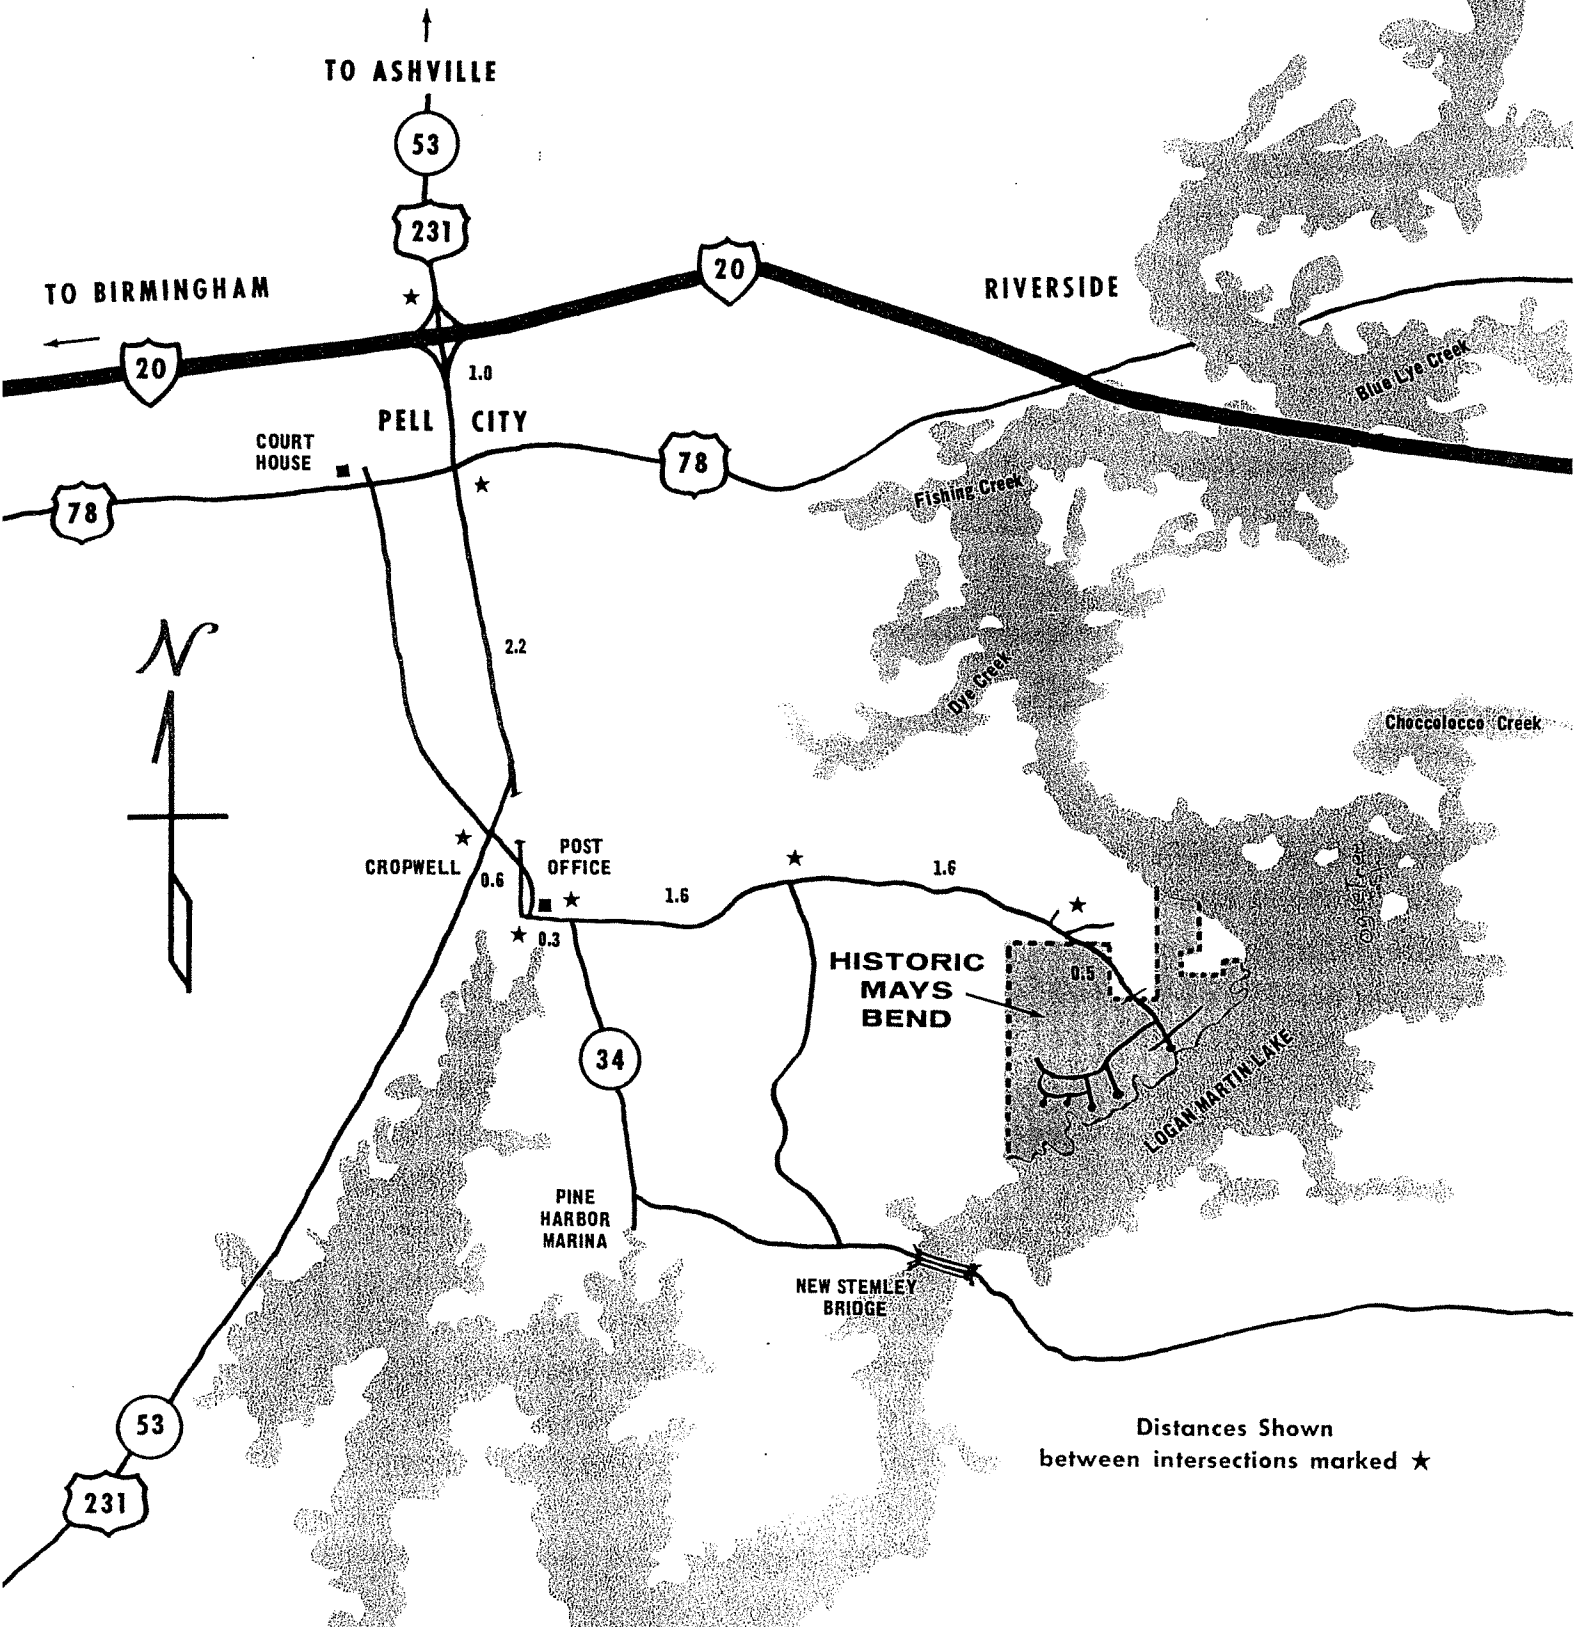 TO ASHVILLE
53
231
20
TO BIRMINGHAM
RIVERSIDE
20
1.0
Blue Lye Creek
PELL CITY
COURT
HOUSE
78
78
Fishing Creek
N
2.2
Dye Creek
Choccolocco Creek
CROPWELL
POST
OFFICE
0.6
1.6
1.6
0.3
HISTORIC
MAYS
BEND
0.5
34
LOGAN MARTIN LAKE
PINE
HARBOR
MARINA
NEW STEMLEY
BRIDGE
53
231
Distances Shown
between intersections marked ★